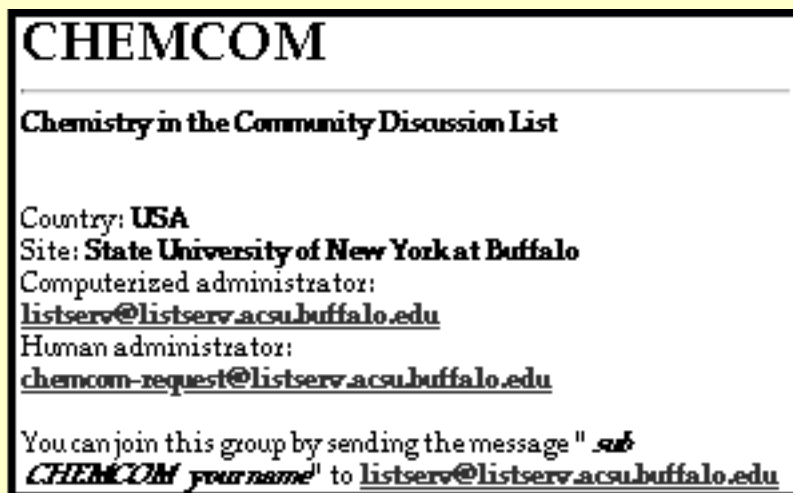 CHEMCOM
Chemistry in the Community Discussion List
Country: USA
Site: State University of New York at Buffalo
Computerized administrator:
listserv@listserv.acsu.buffalo.edu
Human administrator:
chemcom-request@listserv.acsu.buffalo.edu
You can join this group by sending the message " sub
CHEMCOM your name" to listserv@listserv.acsu.buffalo.edu